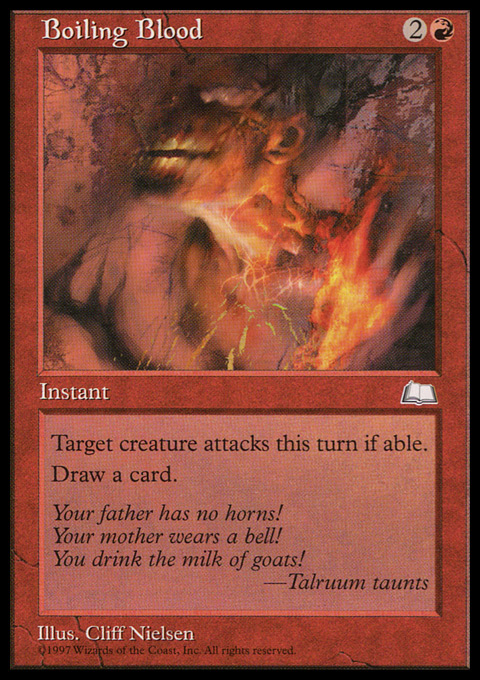 Boiling Blood 2
Instant
Target creature attacks this turn if able.
Draw a card.
Your father has no horns!
Your mother wears a bell!
You drink the milk of goats!
—Talruum taunts
Illus. Cliff Nielsen
©1997 Wizards of the Coast, Inc. All rights reserved.